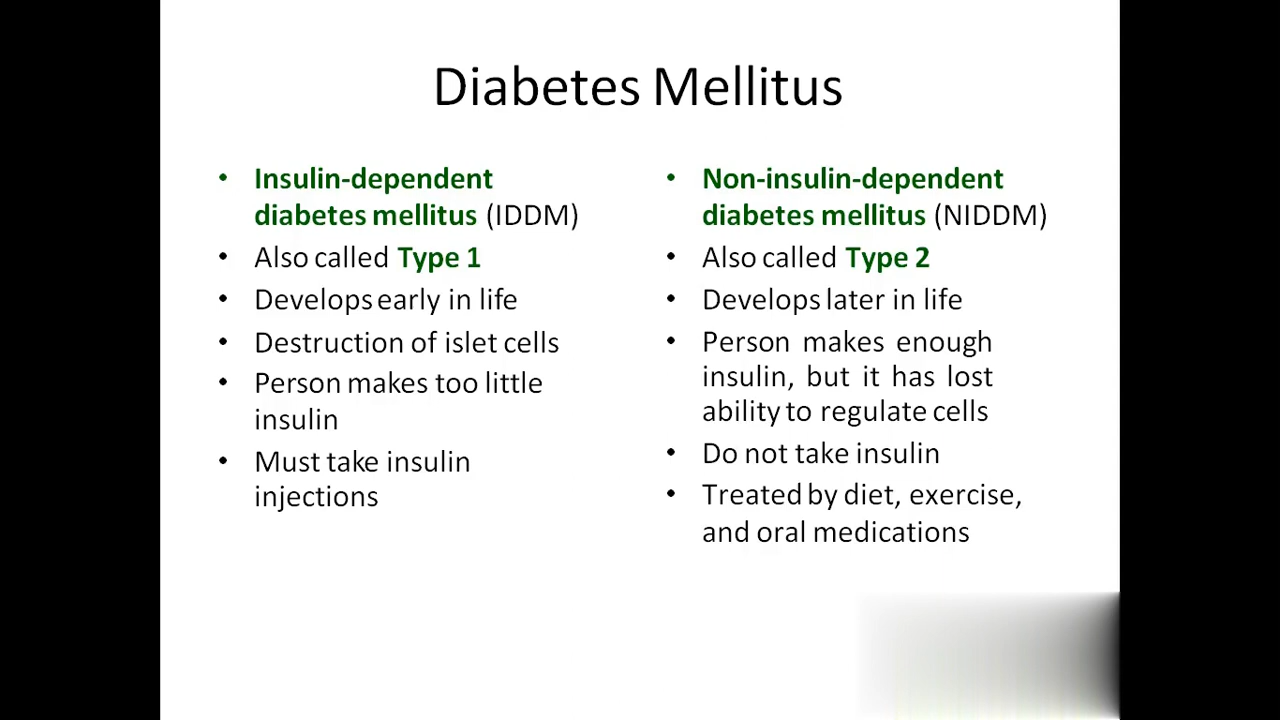 Diabetes Mellitus
• Insulin-dependent
diabetes mellitus (IDDM)
• Also called Type 1
• Develops early in life
• Destruction of islet cells
• Person makes too little
insulin
• Must take insulin
injections
• Non-insulin-dependent
diabetes mellitus (NIDDM)
• Also called Type 2
• Develops later in life
• Person makes enough
insulin, but it has lost
ability to regulate cells
• Do not take insulin
• Treated by diet, exercise,
and oral medications